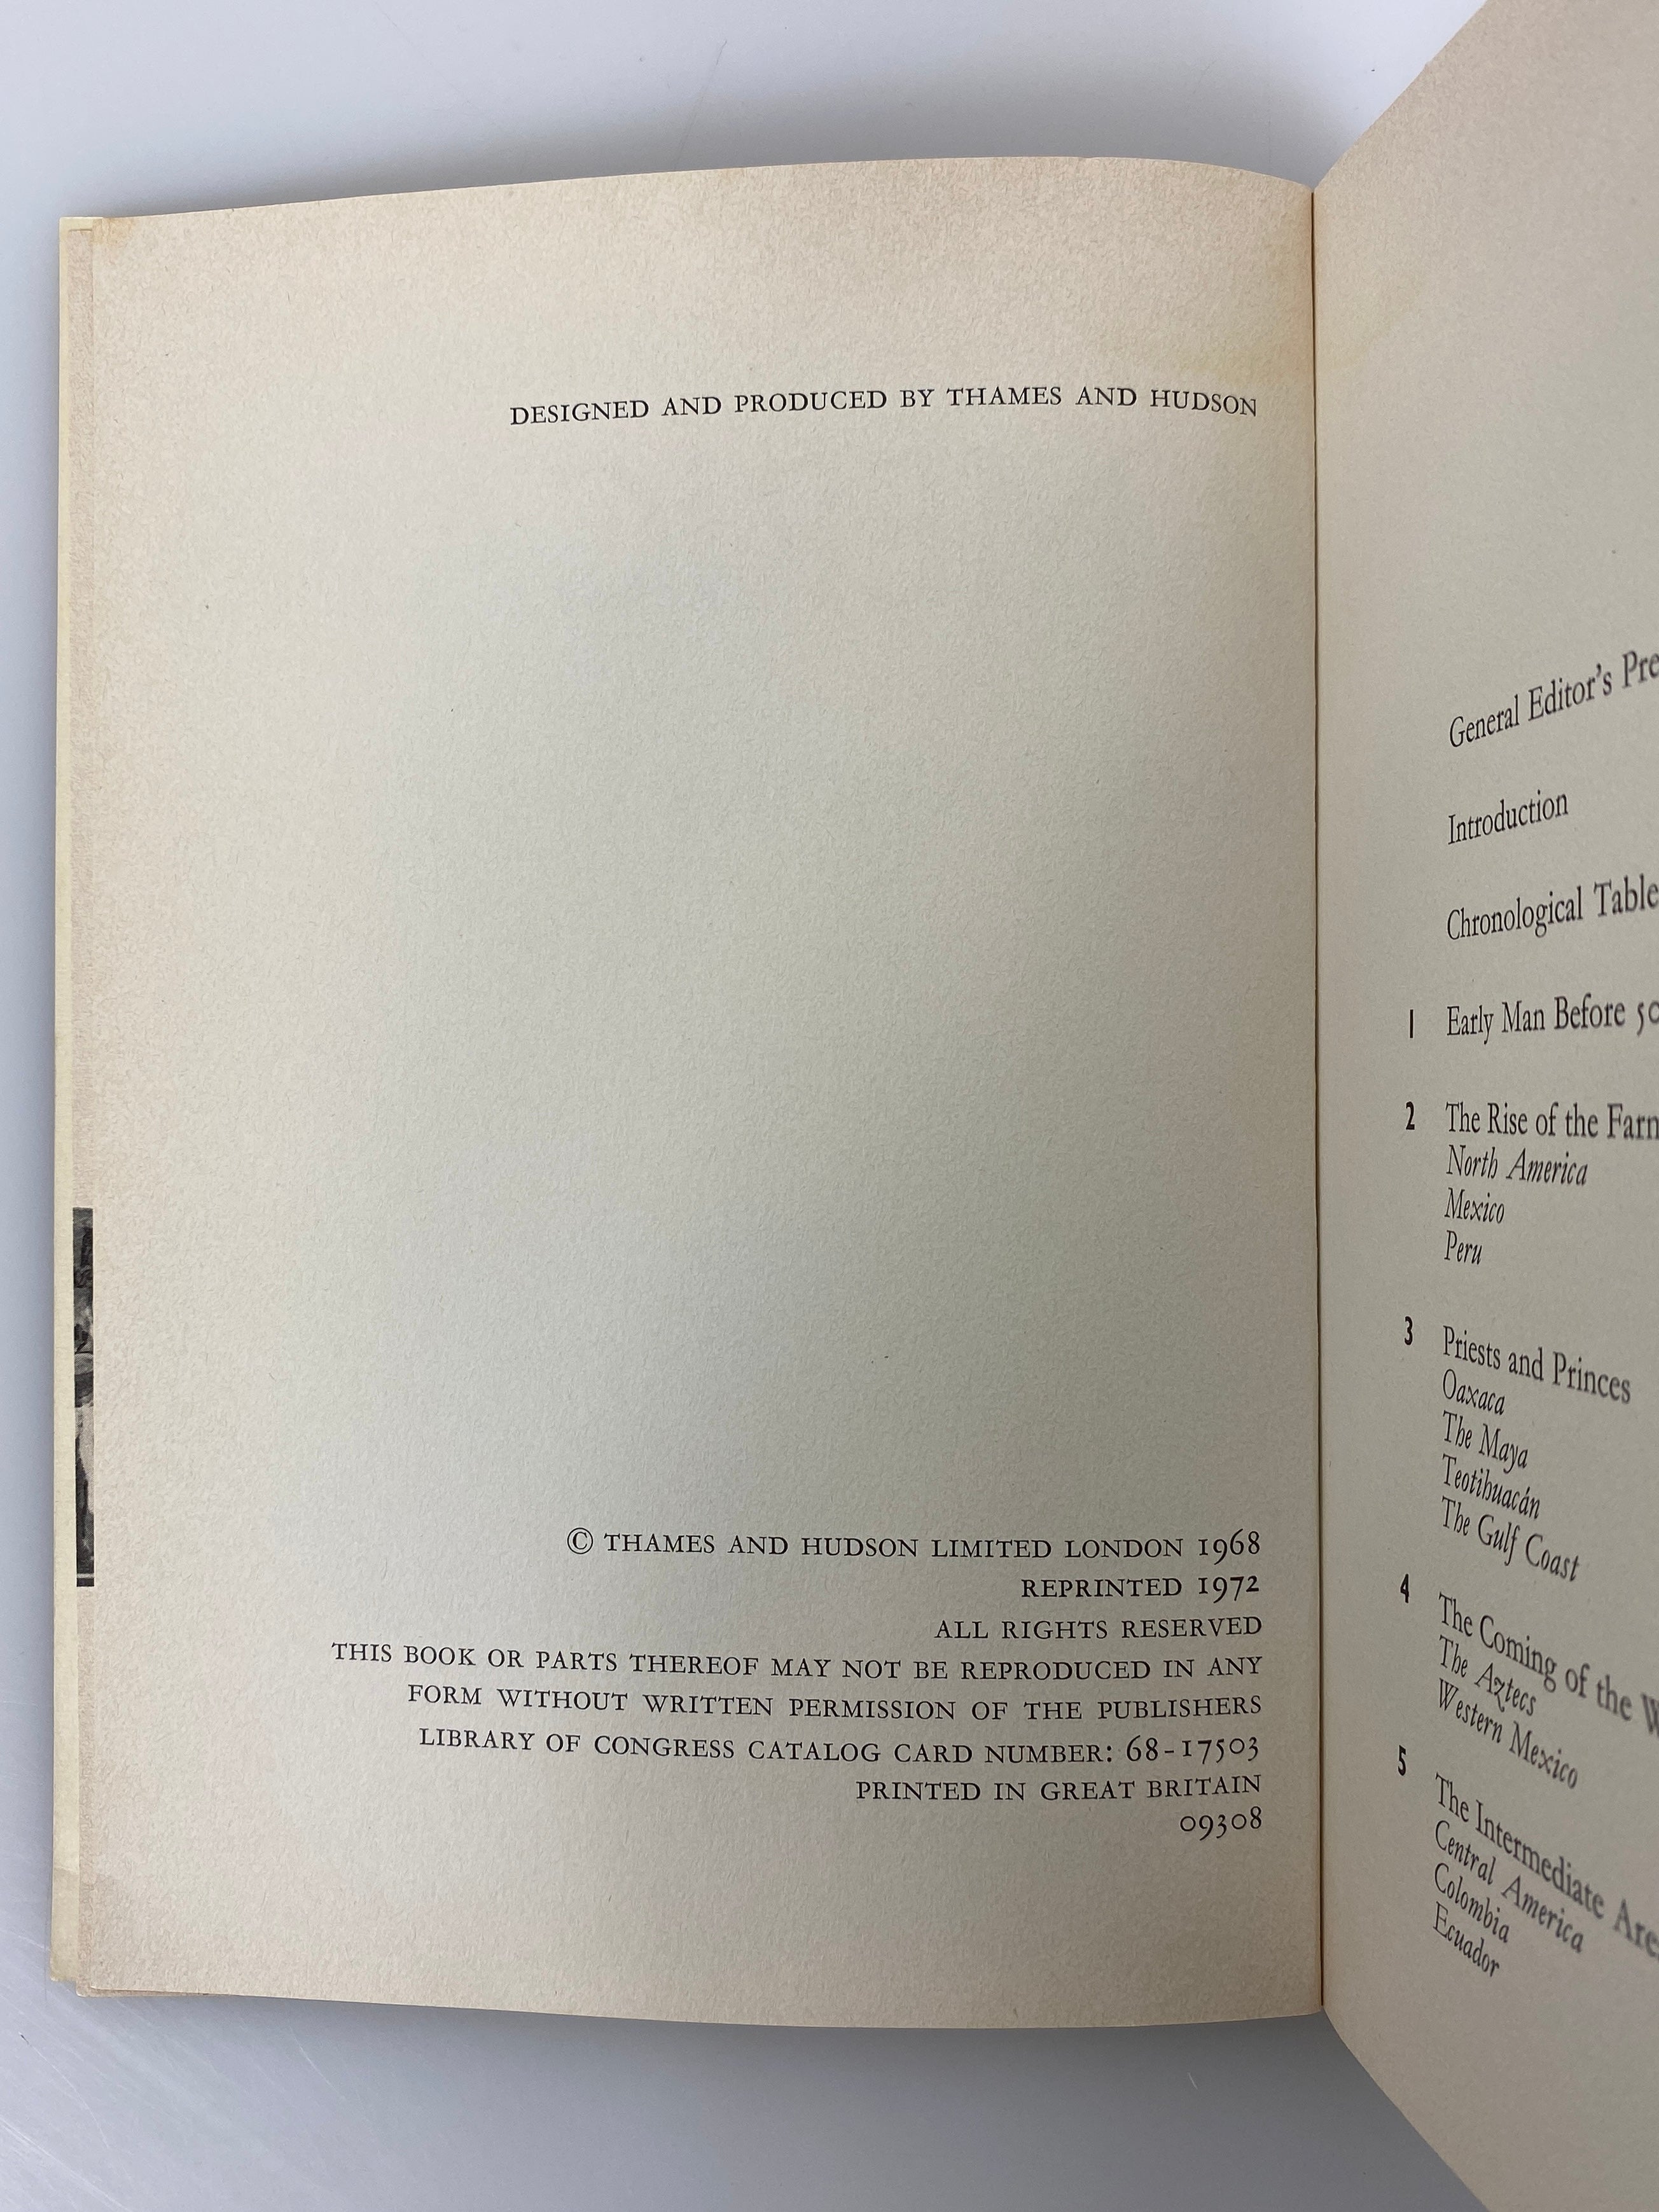 DESIGNED AND PRODUCED BY THAMES AND HUDSON
© THAMES AND HUDSON LIMITED LONDON 1968
REPRINTED 1972
ALL RIGHTS RESERVED
THIS BOOK OR PARTS THEREOF MAY NOT BE REPRODUCED IN ANY
FORM WITHOUT WRITTEN PERMISSION OF THE PUBLISHERS
LIBRARY OF CONGRESS CATALOG CARD NUMBER: 68-17503
PRINTED IN GREAT BRITAIN
09308
General Editor's
Introduction
Chronological Table
1 Early Man Before
2 The Rise of the
North America
Mexico
Peru
3 Priests and Princes
Oaxaca
The Maya
Teotihuacán
The Gulf Coast
4 The Coming of the
The Aztecs
Western Mexico
5 The Intermediate
Central America
Colombia
Ecuador